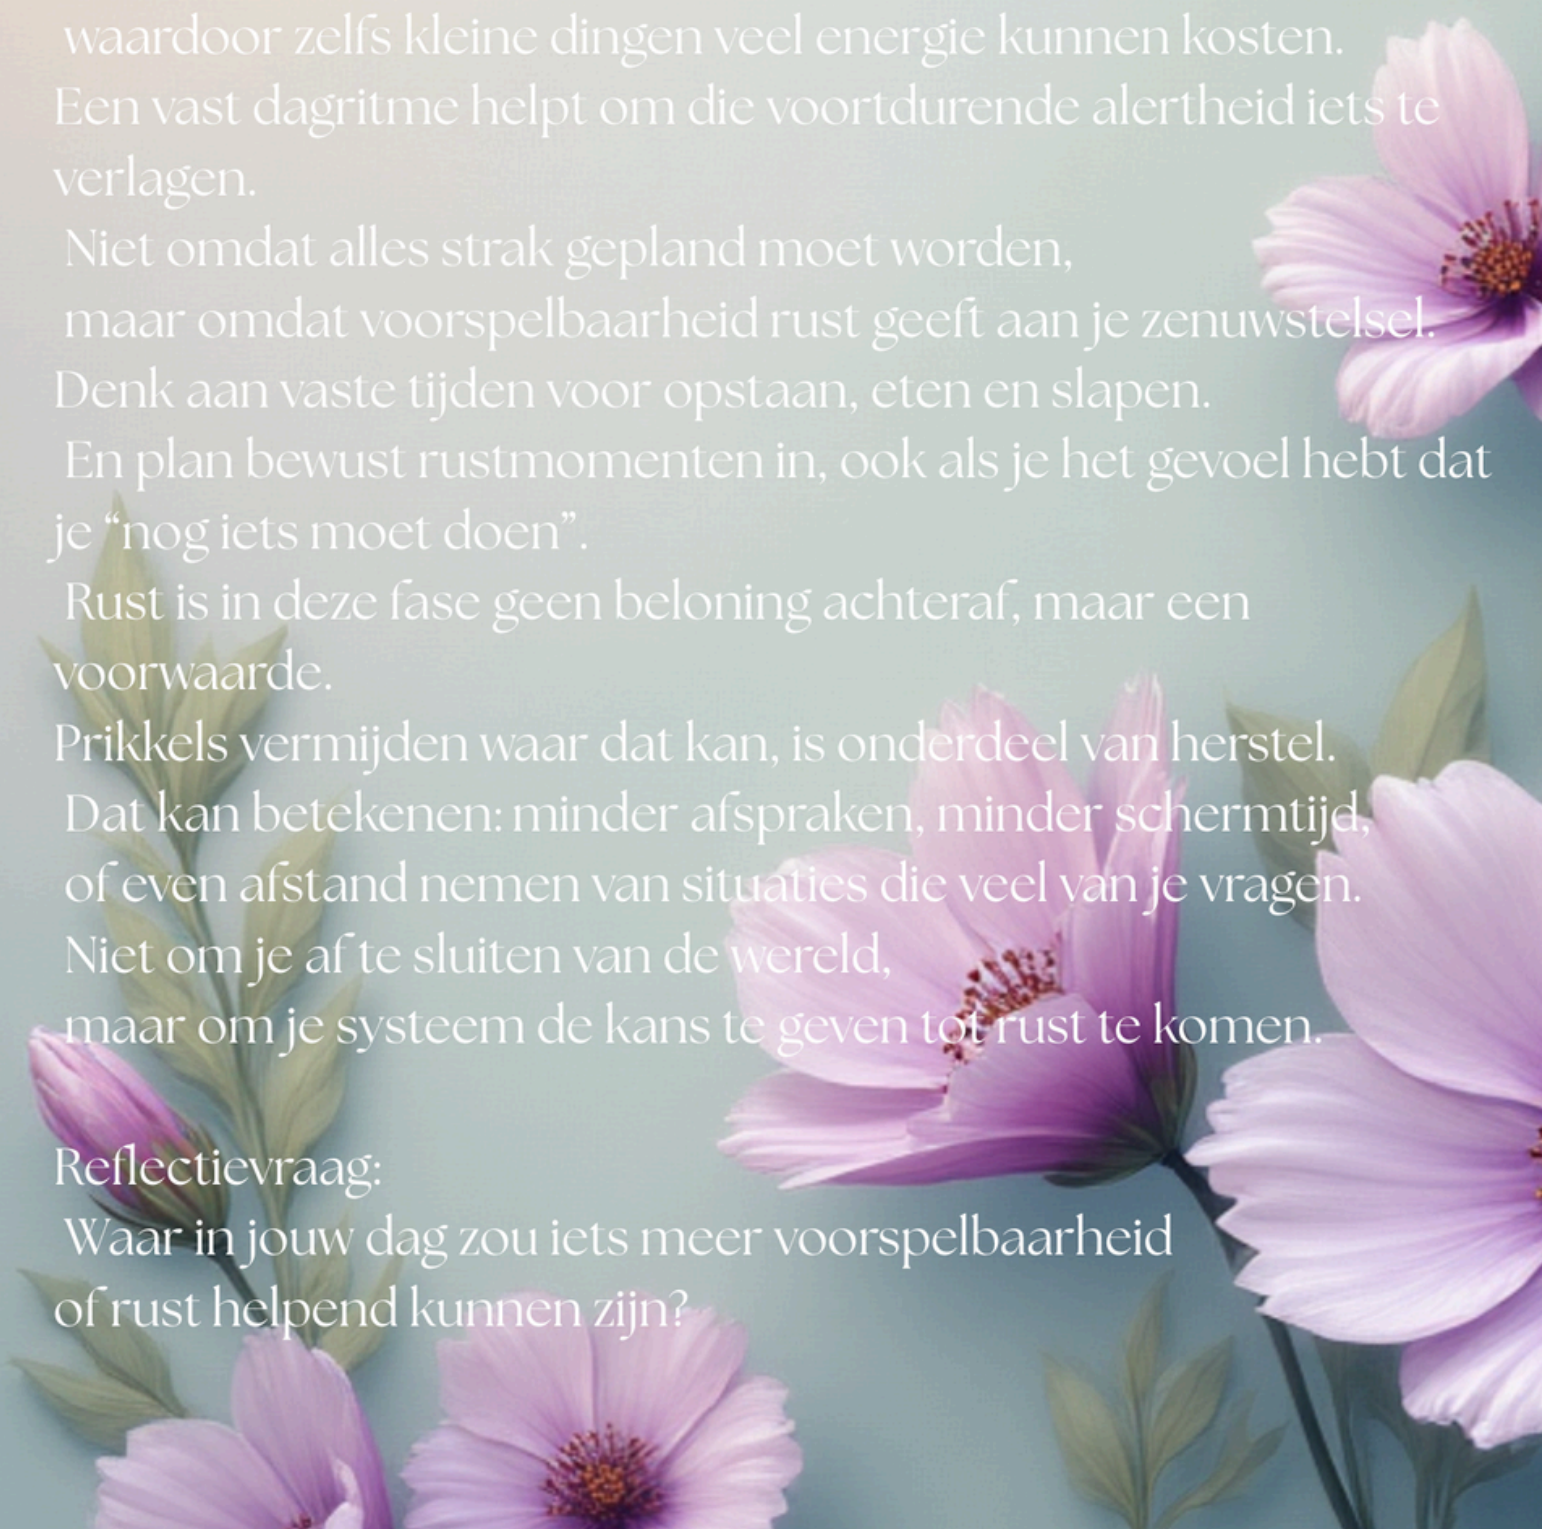 waardoor zelfs kleine dingen veel energie kunnen kosten.
Een vast dagritme helpt om die voortdurende alertheid iets te
verlagen.
Niet omdat alles strak gepland moet worden,
maar omdat voorspelbaarheid rust geeft aan je zenuwstelsel.
Denk aan vaste tijden voor opstaan, eten en slapen.
En plan bewust rustmomenten in, ook als je het gevoel hebt dat
je “nog iets moet doen”.
Rust is in deze fase geen beloning achteraf, maar een
voorwaarde.
Prikkels vermijden waar dat kan, is onderdeel van herstel.
Dat kan betekenen: minder afspraken, minder schermtijd,
of even afstand nemen van situaties die veel van je vragen.
Niet om je af te sluiten van de wereld,
maar om je systeem de kans te geven tot rust te komen.
Reflectievraag:
Waar in jouw dag zou iets meer voorspelbaarheid
of rust helpend kunnen zijn?